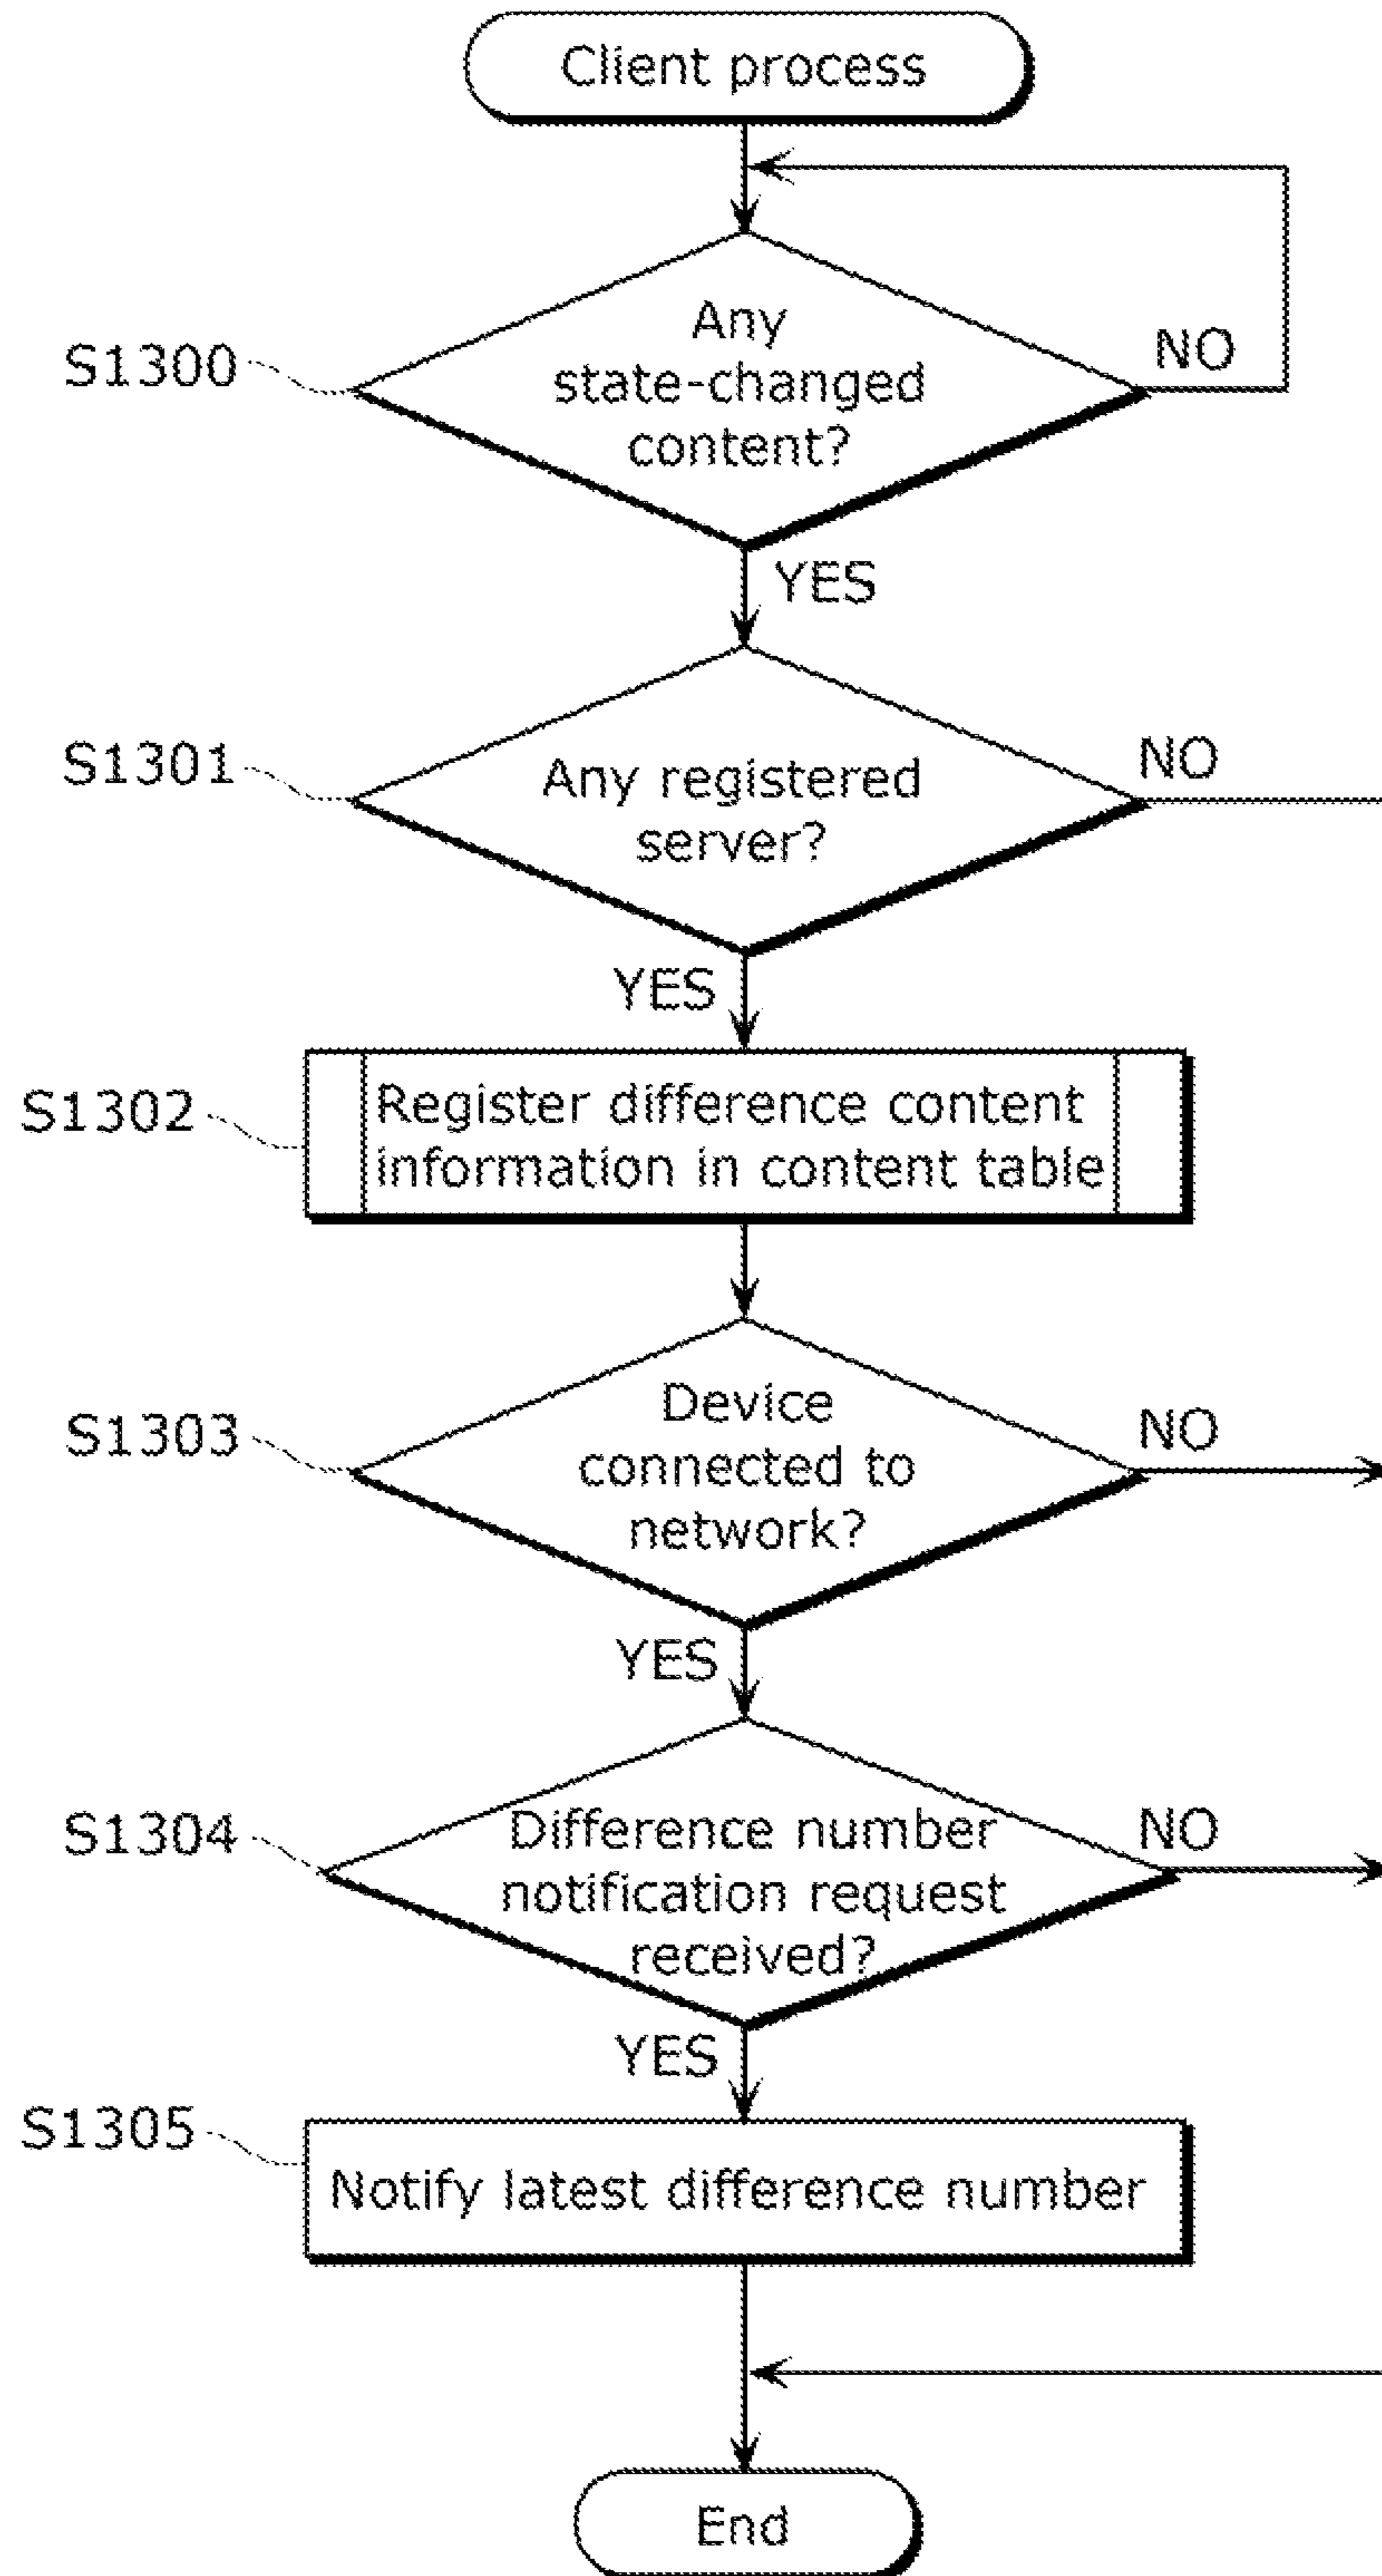 Client process
S1300
Any
state-changed
content?
NO
YES
S1301
Any registered
server?
NO
YES
S1302
Register difference content
information in content table
S1303
Device
connected to
network?
NO
YES
S1304
Difference number
notification request
received?
NO
YES
S1305
Notify latest difference number
End